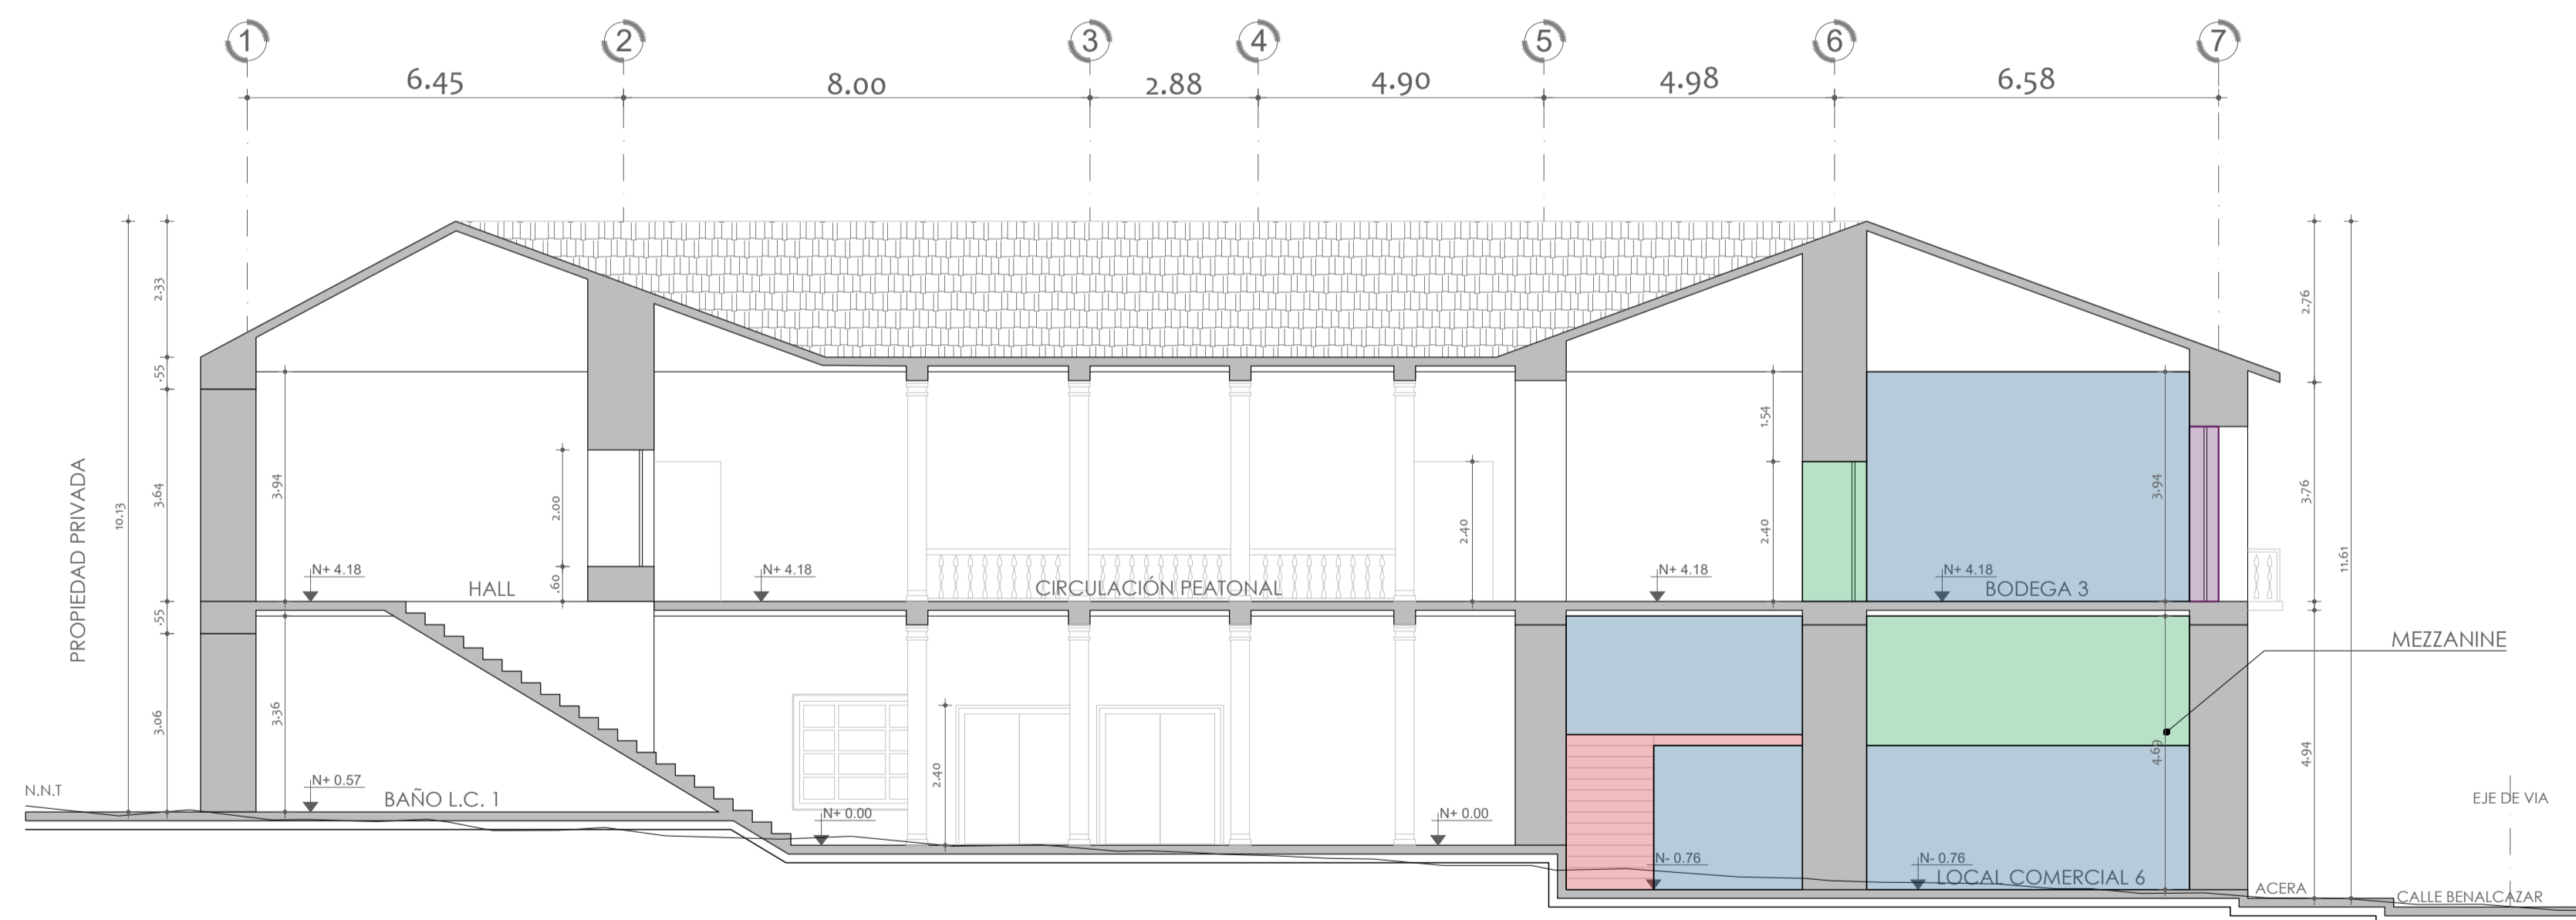 1 2 3 4 5 6 7
6.45 8.00 2.88 4.90 4.98 6.58
2.33
.55
3.64
10.13
3.94
2.00
.60
.55
3.06
3.36
PROPIEDAD PRIVADA
2.40
2.40
1.54
2.40
3.94
4.69
2.76
3.76
11.61
4.94
N+ 4.18
HALL
N+ 4.18
CIRCULACIÓN PEATONAL
N+ 4.18
N+ 4.18
BODEGA 3
MEZZANINE
N.N.T
N+ 0.57
BAÑO L.C. 1
N+ 0.00
N+ 0.00
N- 0.76
N- 0.76
LOCAL COMERCIAL 6
EJE DE VIA
ACERA
CALLE BENALCAZAR